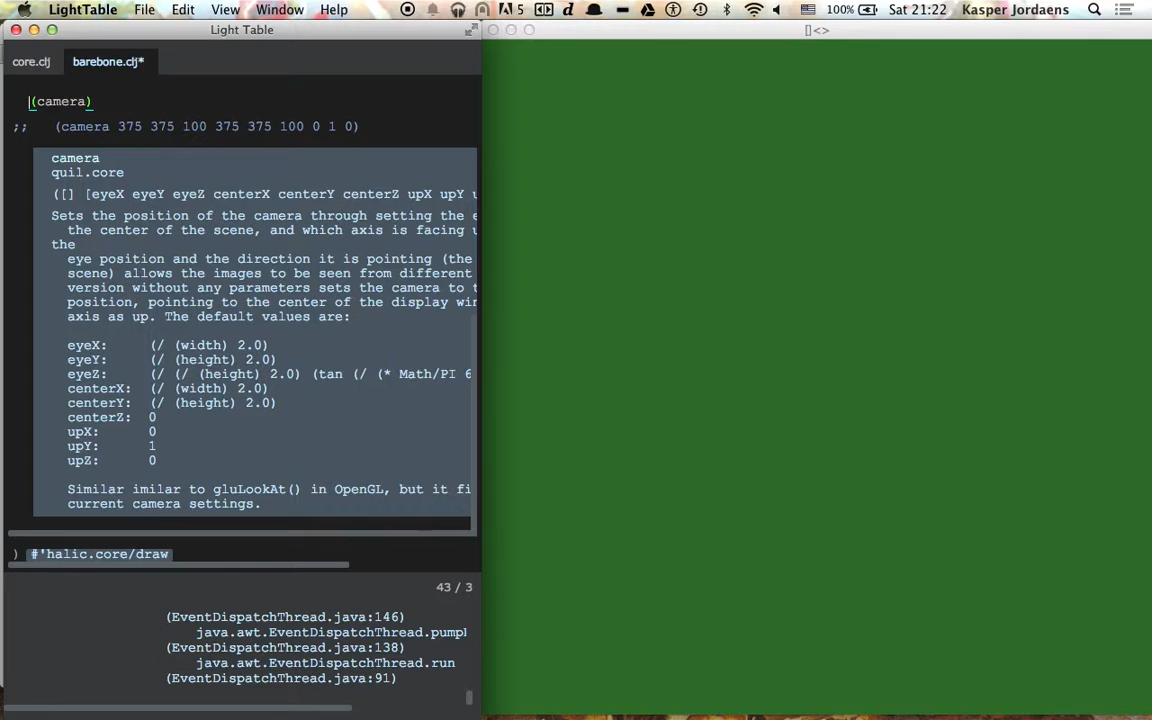 LightTable File Edit View Window Help 5 d 100% Sat 21:22 Kasper Jordaens
Light Table
[]<>
core.clj barebone.clj*
(camera)
;; (camera 375 375 100 375 375 100 0 1 0)
camera
quil.core
([] [eyeX eyeY eyeZ centerX centerY centerZ upX upY u
Sets the position of the camera through setting the e
the center of the scene, and which axis is facing u
the
eye position and the direction it is pointing (the
scene) allows the images to be seen from different
version without any parameters sets the camera to t
position, pointing to the center of the display win
axis as up. The default values are:
eyeX: (/ (width) 2.0)
eyeY: (/ (height) 2.0)
eyeZ: (/ (/ (height) 2.0) (tan (/ (* Math/PI 6
centerX: (/ (width) 2.0)
centerY: (/ (height) 2.0)
centerZ: 0
upX: 0
upY: 1
upZ: 0
Similar imilar to gluLookAt() in OpenGL, but it fi
current camera settings.
) #'halic.core/draw
43 / 3
(EventDispatchThread.java:146)
java.awt.EventDispatchThread.pump
(EventDispatchThread.java:138)
java.awt.EventDispatchThread.run
(EventDispatchThread.java:91)